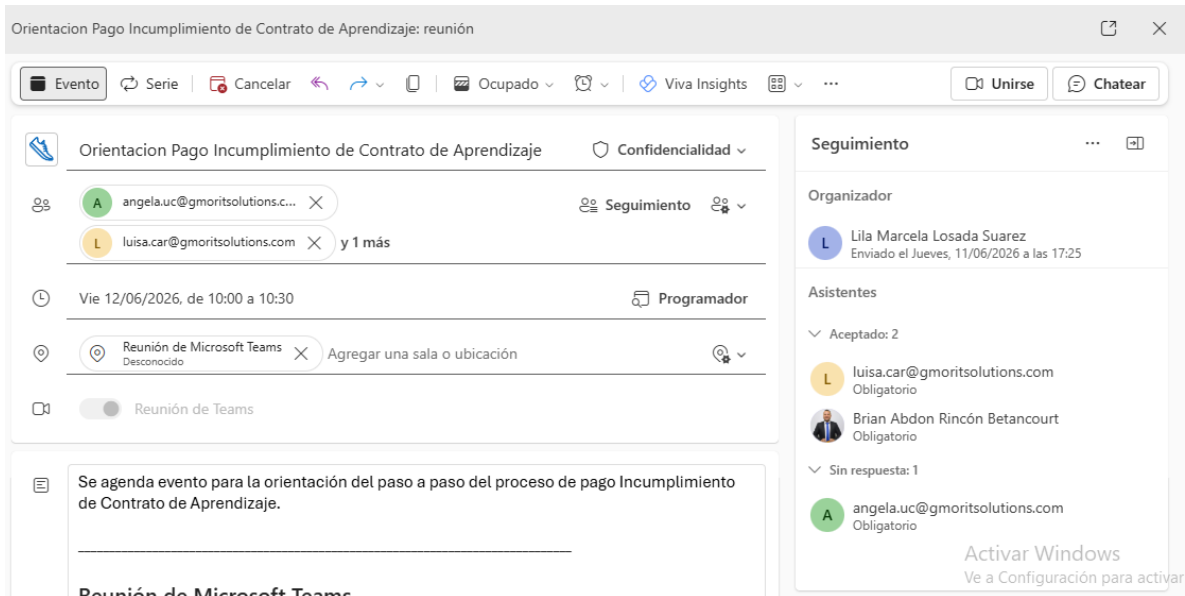 Orientacion Pago Incumplimiento de Contrato de Aprendizaje: reunión
Evento Serie Cancelar Ocupado Viva Insights Unirse Chatear
Orientacion Pago Incumplimiento de Contrato de Aprendizaje Confidencialidad
A angela.uc@gmoritsolutions.c... Seguimiento
L luisa.car@gmoritsolutions.com y 1 más
Vie 12/06/2026, de 10:00 a 10:30 Programador
Reunión de Microsoft Teams
Desconocido
Agregar una sala o ubicación
Reunión de Teams
Se agenda evento para la orientación del paso a paso del proceso de pago Incumplimiento
de Contrato de Aprendizaje.
Reunión de Microsoft Teams
Seguimiento
Organizador
L Lila Marcela Losada Suarez
Enviado el Jueves, 11/06/2026 a las 17:25
Asistentes
Aceptado: 2
L luisa.car@gmoritsolutions.com
Obligatorio
Brian Abdon Rincón Betancourt
Obligatorio
Sin respuesta: 1
A angela.uc@gmoritsolutions.com
Obligatorio
Activar Windows
Ve a Configuración para activar